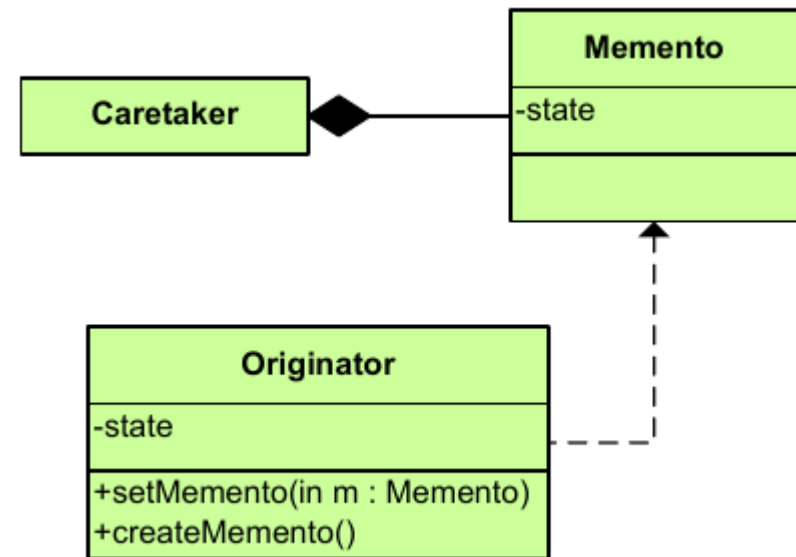 Memento
-state
Caretaker
Originator
-state
+setMemento(in m : Memento)
+createMemento()